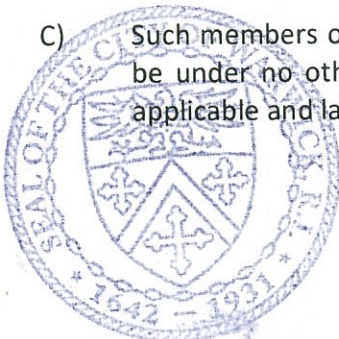 C) Such members o
be under no oth
applicable and la
SEAL OF THE CITY OF WARWICK, R.I.
* 1642 — 1931 *